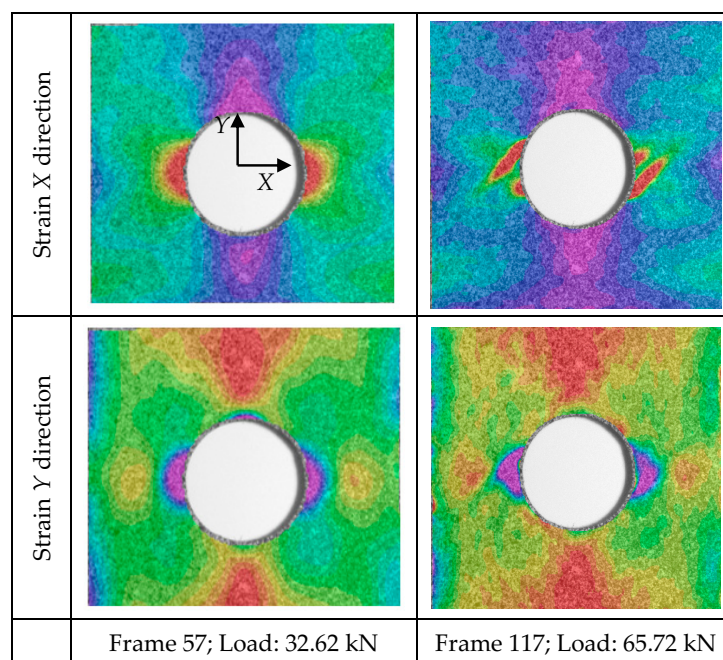 Strain X direction
Y
X
Strain Y direction
Frame 57; Load: 32.62 kN
Frame 117; Load: 65.72 kN